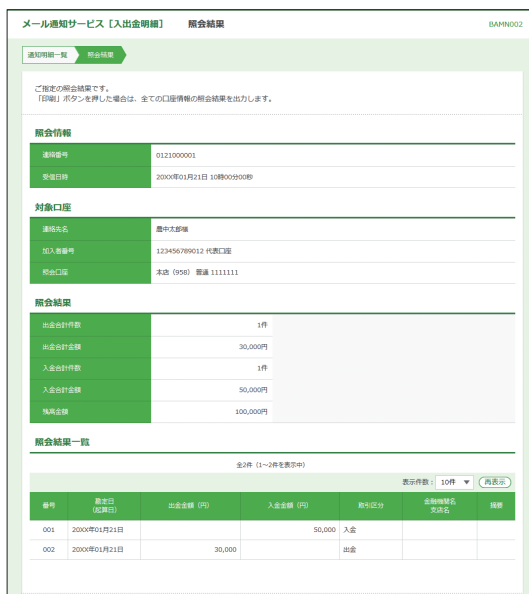 メール通知サービス［入出金明細］ 照会結果 BAMN002
通知明細一覧 照会結果
ご指定の照会結果です。
「印刷」ボタンを押した場合は、全ての口座情報の照会結果を出力します。
照会情報
連絡番号 0121000001
受信日時 20XX年01月21日 10時00分00秒
対象口座
連絡先名 農中太郎様
加入者番号 123456789012 代表口座
照会口座 本店（958） 普通 1111111
照会結果
出金合計件数 1件
出金合計金額 30,000円
入金合計件数 1件
入金合計金額 50,000円
残高金額 100,000円
照会結果一覧
全2件（1～2件を表示中）
表示件数： 10件 ▼ 再表示
番号 勘定日 出金金額（円） 入金金額（円） 取引区分 金融機関名 摘要
（起算日） 支店名
001 20XX年01月21日 50,000 入金
002 20XX年01月21日 30,000 出金